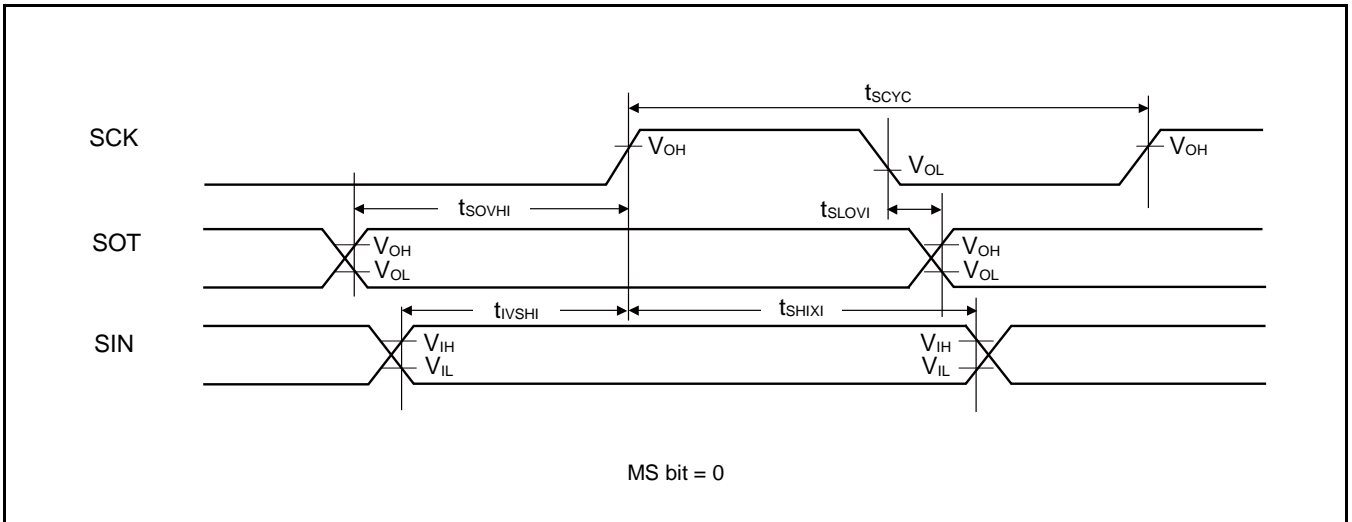 tSCYC
SCK
VOH
VOL
VOH
tSOVHI
tSLOVI
SOT
VOH
VOL
VOH
VOL
tIVSHI
tSHIXI
SIN
VIH
VIL
VIH
VIL
MS bit = 0